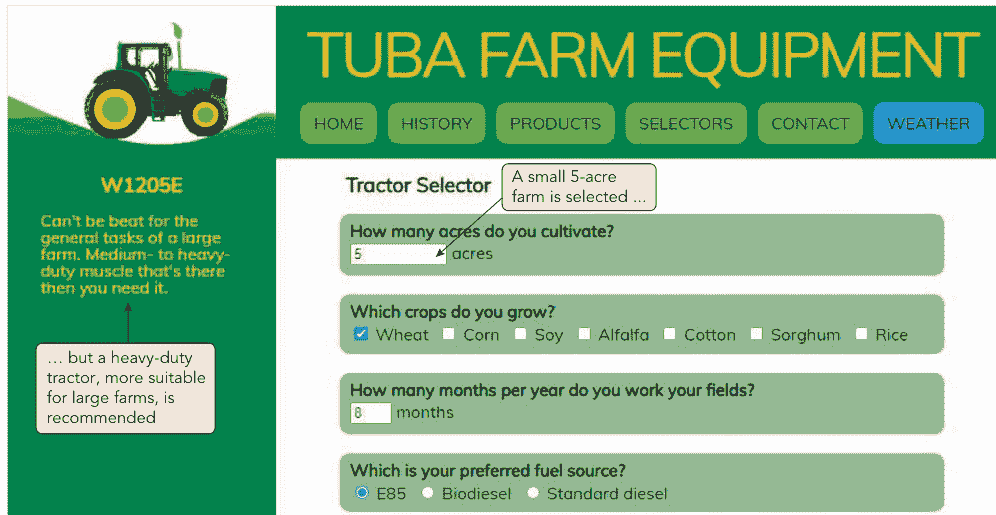 TUBA FARM EQUIPMENT
HOME HISTORY PRODUCTS SELECTORS CONTACT WEATHER
W1205E
Can't be beat for the
general tasks of a large
farm. Medium- to heavy-
duty muscle that's there
then you need it.
... but a heavy-duty
tractor, more suitable
for large farms, is
recommended
Tractor Selector
A small 5-acre
farm is selected ...
How many acres do you cultivate?
5 acres
Which crops do you grow?
Wheat Corn Soy Alfalfa Cotton Sorghum Rice
How many months per year do you work your fields?
8 months
Which is your preferred fuel source?
E85 Biodiesel Standard diesel